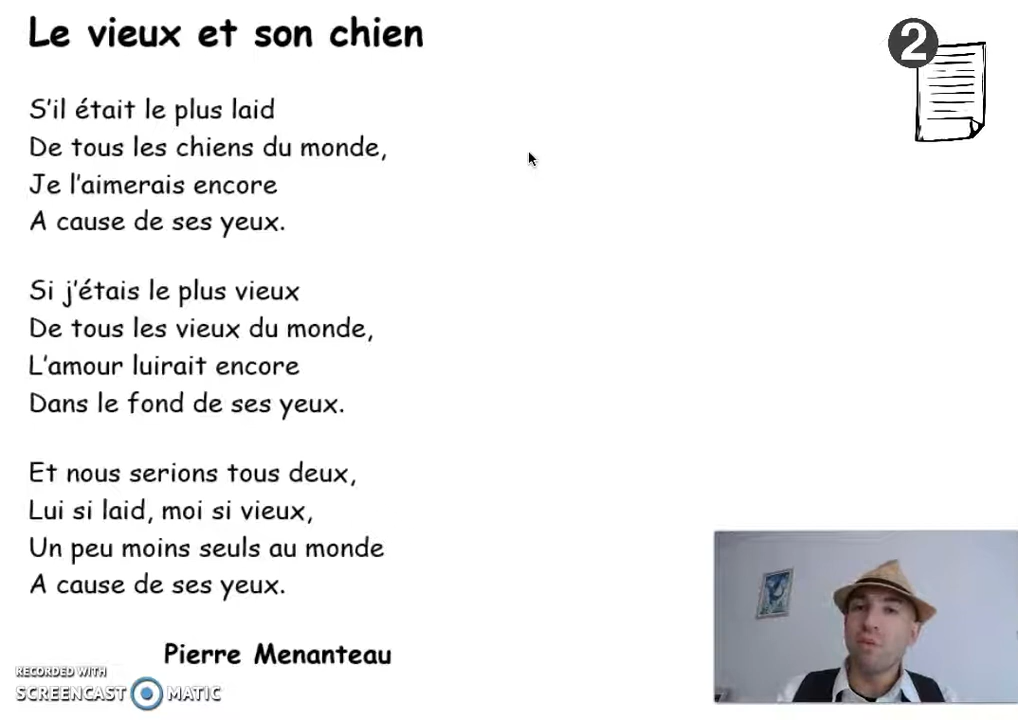 Le vieux et son chien
2
S'il était le plus laid
De tous les chiens du monde,
Je l'aimerais encore
A cause de ses yeux.
Si j'étais le plus vieux
De tous les vieux du monde,
L'amour luirait encore
Dans le fond de ses yeux.
Et nous serions tous deux,
Lui si laid, moi si vieux,
Un peu moins seuls au monde
A cause de ses yeux.
Pierre Menanteau
RECORDED WITH
SCREENCAST MATIC